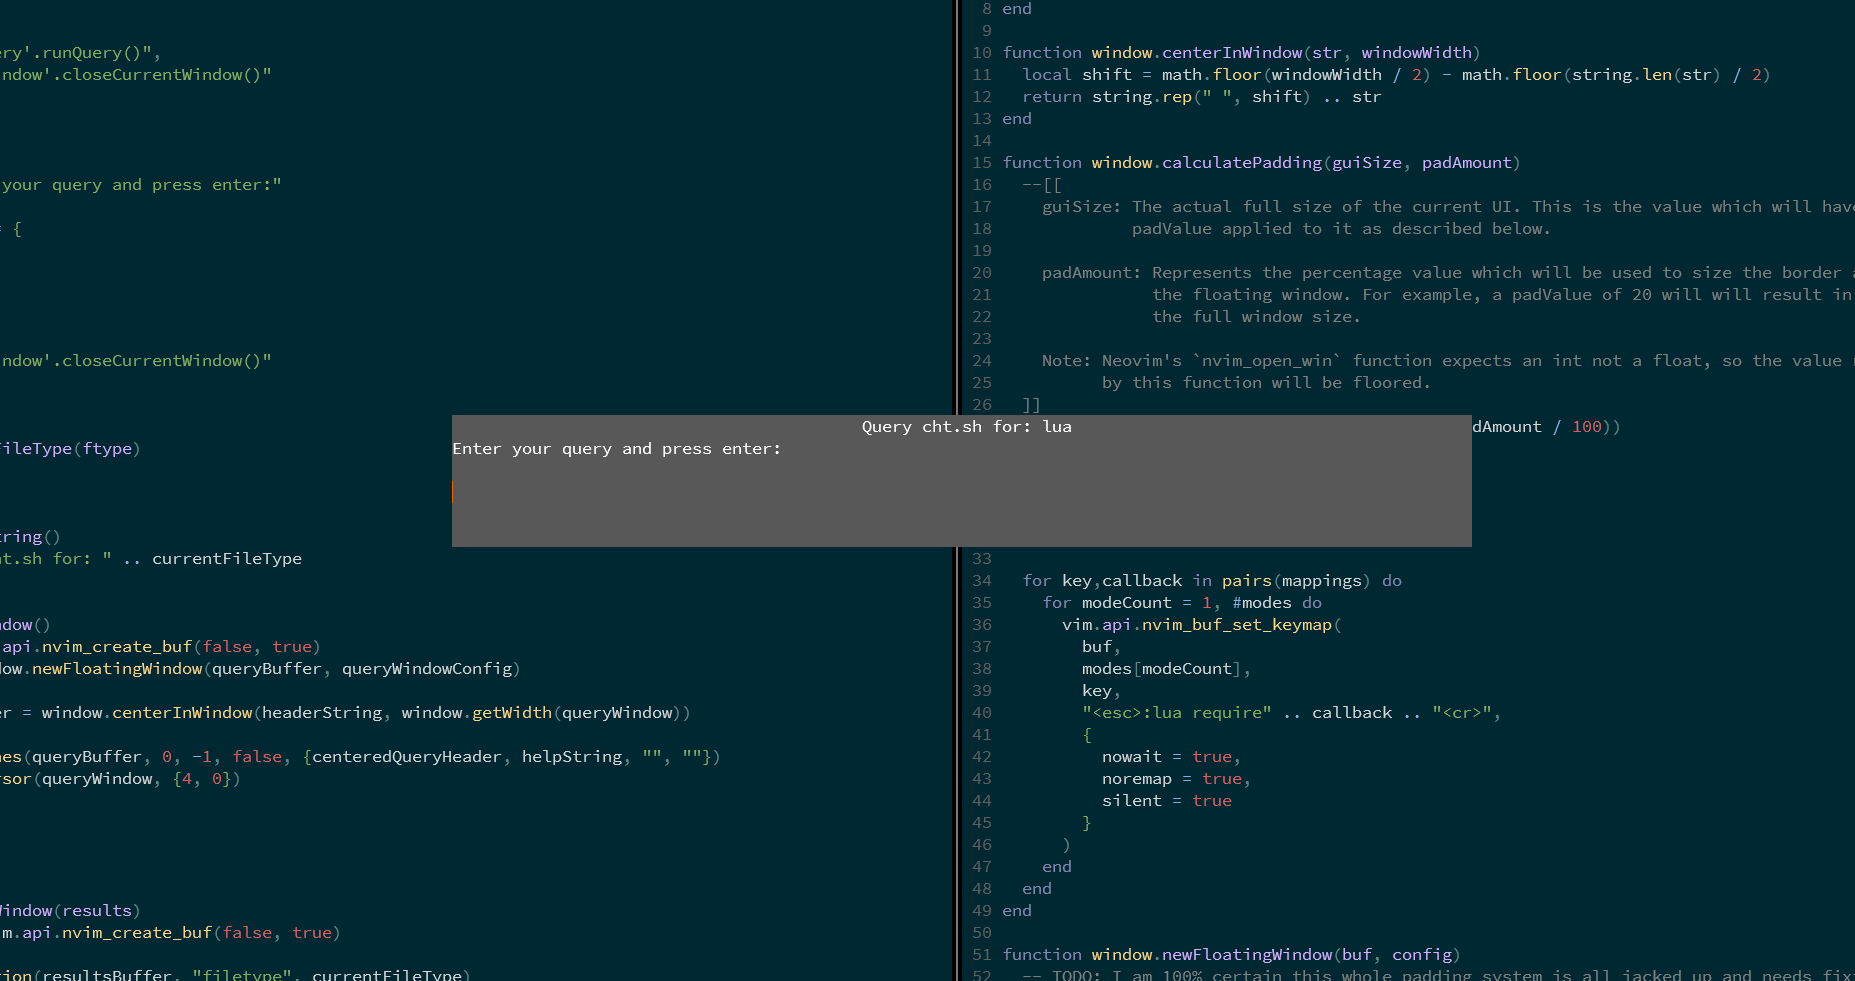 ry'.runQuery()",
ndow'.closeCurrentWindow()"
your query and press enter:"
= {
ndow'.closeCurrentWindow()"
FileType(ftype)
tring()
ht.sh for: " .. currentFileType
ndow()
api.nvim_create_buf(false, true)
dow.newFloatingWindow(queryBuffer, queryWindowConfig)
er = window.centerInWindow(headerString, window.getWidth(queryWindow))
nes(queryBuffer, 0, -1, false, {centeredQueryHeader, helpString, "", ""})
rsor(queryWindow, {4, 0})
Window(results)
m.api.nvim_create_buf(false, true)
ion(resultsBuffer, "filetype", currentFileType)
Query cht.sh for: lua
Enter your query and press enter:
8 end
9
10 function window.centerInWindow(str, windowWidth)
11   local shift = math.floor(windowWidth / 2) - math.floor(string.len(str) / 2)
12   return string.rep(" ", shift) .. str
13 end
14
15 function window.calculatePadding(guiSize, padAmount)
16   --[[
17     guiSize: The actual full size of the current UI. This is the value which will have
18              padValue applied to it as described below.
19
20     padAmount: Represents the percentage value which will be used to size the border
21                the floating window. For example, a padValue of 20 will will result in
22                the full window size.
23
24     Note: Neovim's `nvim_open_win` function expects an int not a float, so the value
25           by this function will be floored.
26   ]]
dAmount / 100))
33
34   for key,callback in pairs(mappings) do
35     for modeCount = 1, #modes do
36       vim.api.nvim_buf_set_keymap(
37         buf,
38         modes[modeCount],
39         key,
40         "<esc>:lua require" .. callback .. "<cr>",
41         {
42           nowait = true,
43           noremap = true,
44           silent = true
45         }
46       )
47     end
48   end
49 end
50
51 function window.newFloatingWindow(buf, config)
52   -- TODO: I am 100% certain this whole padding system is all jacked up and needs fix